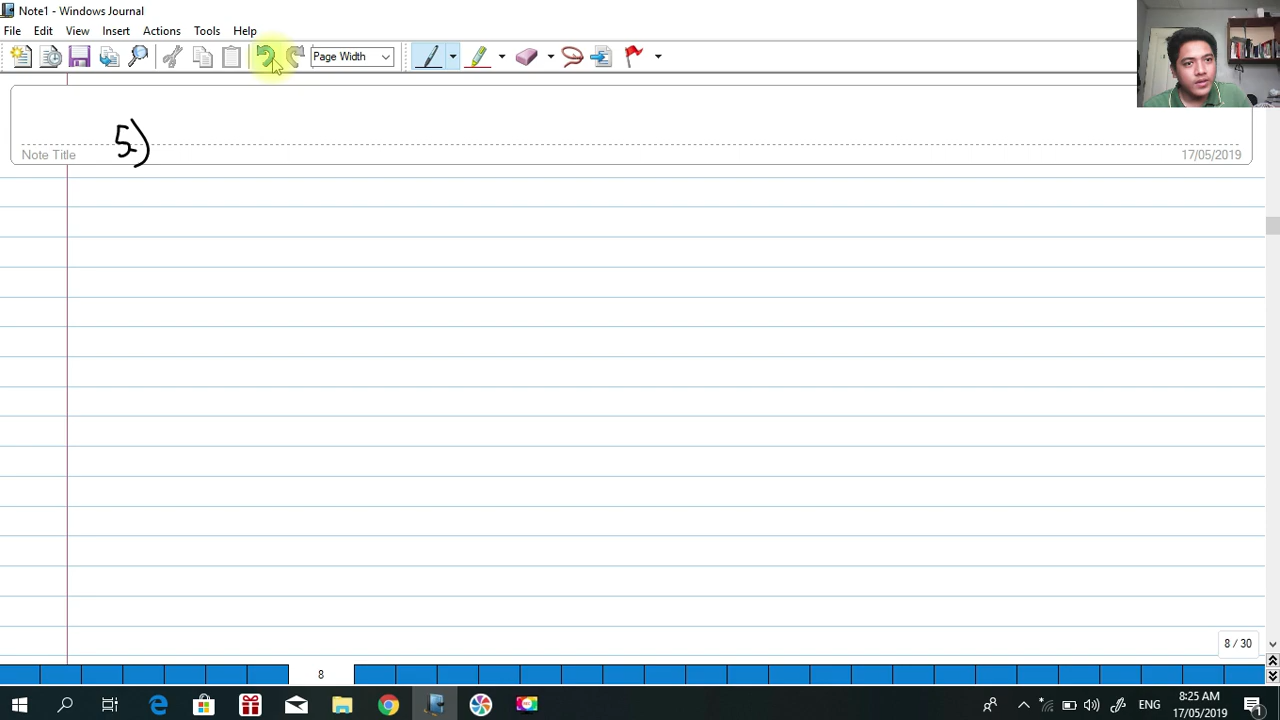 Note1 - Windows Journal
File Edit View Insert Actions Tools Help
Page Width
5.)
Note Title
17/05/2019
8 / 30
8
ENG
8:25 AM
17/05/2019
1